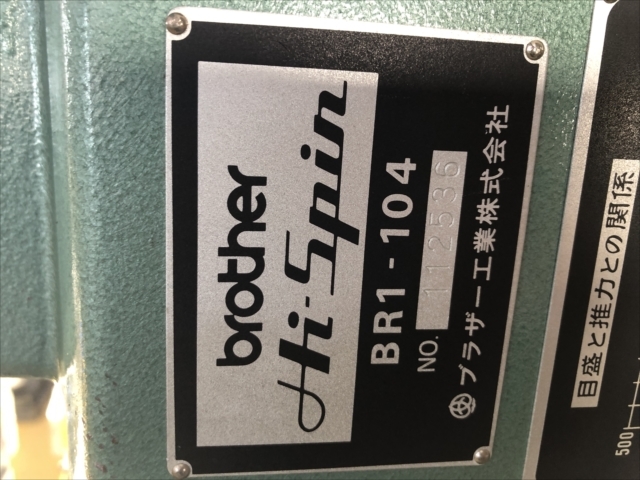 brother
Hi-Spin
BR1-104
NO. 112536
ブラザー工業株式会社
目盛と推力との関係
500